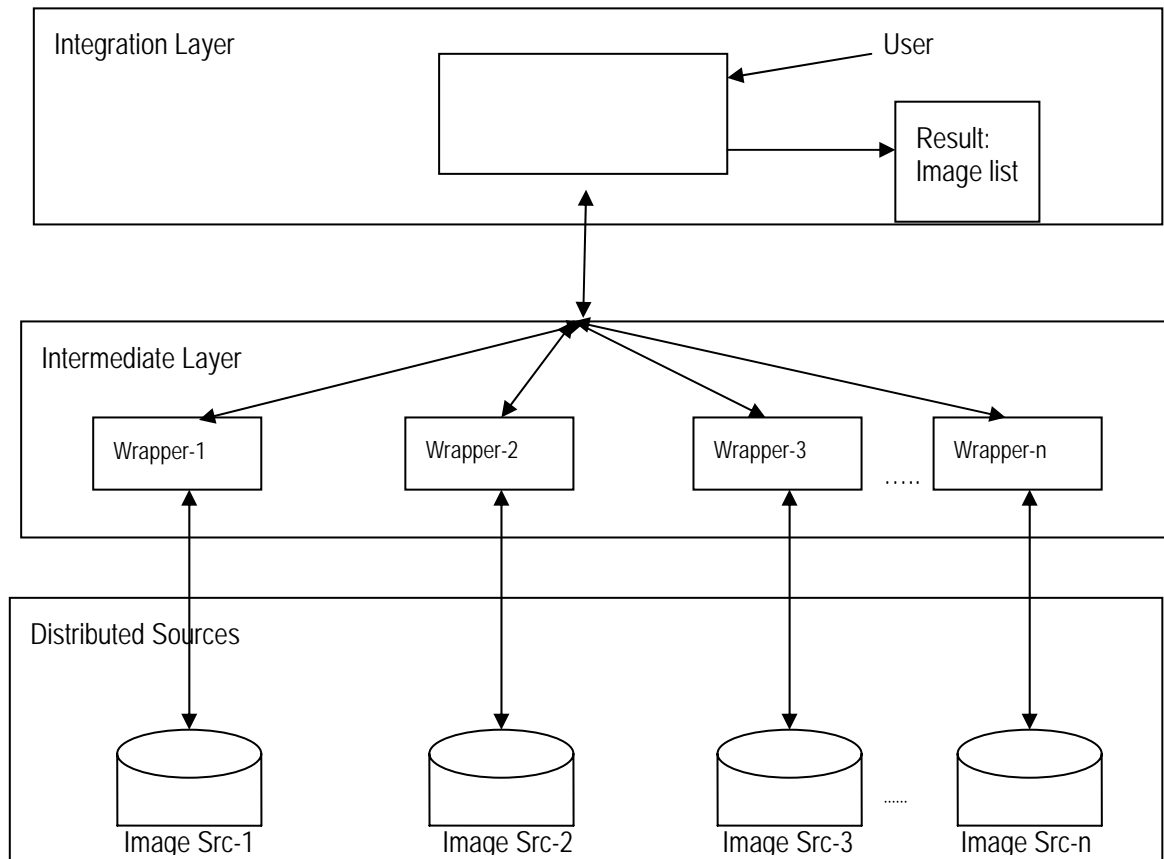 Integration Layer
User
Result:
Image list
Intermediate Layer
Wrapper-1
Wrapper-2
Wrapper-3
.....
Wrapper-n
Distributed Sources
......
Image Src-1
Image Src-2
Image Src-3
Image Src-n